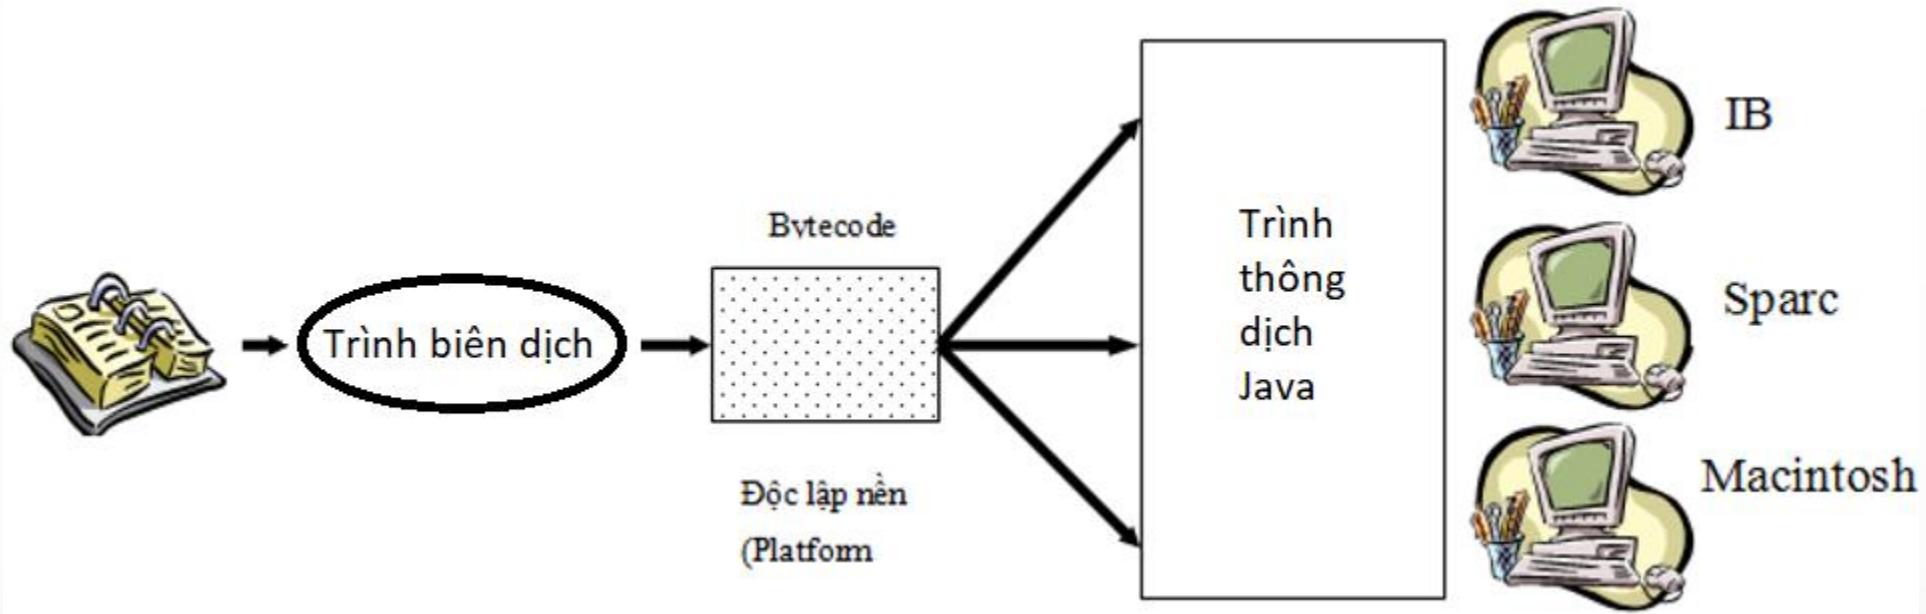 Trình biên dịch
Bytecode
Độc lập nền
(Platform
Trình
thông
dịch
Java
IB
Sparc
Macintosh